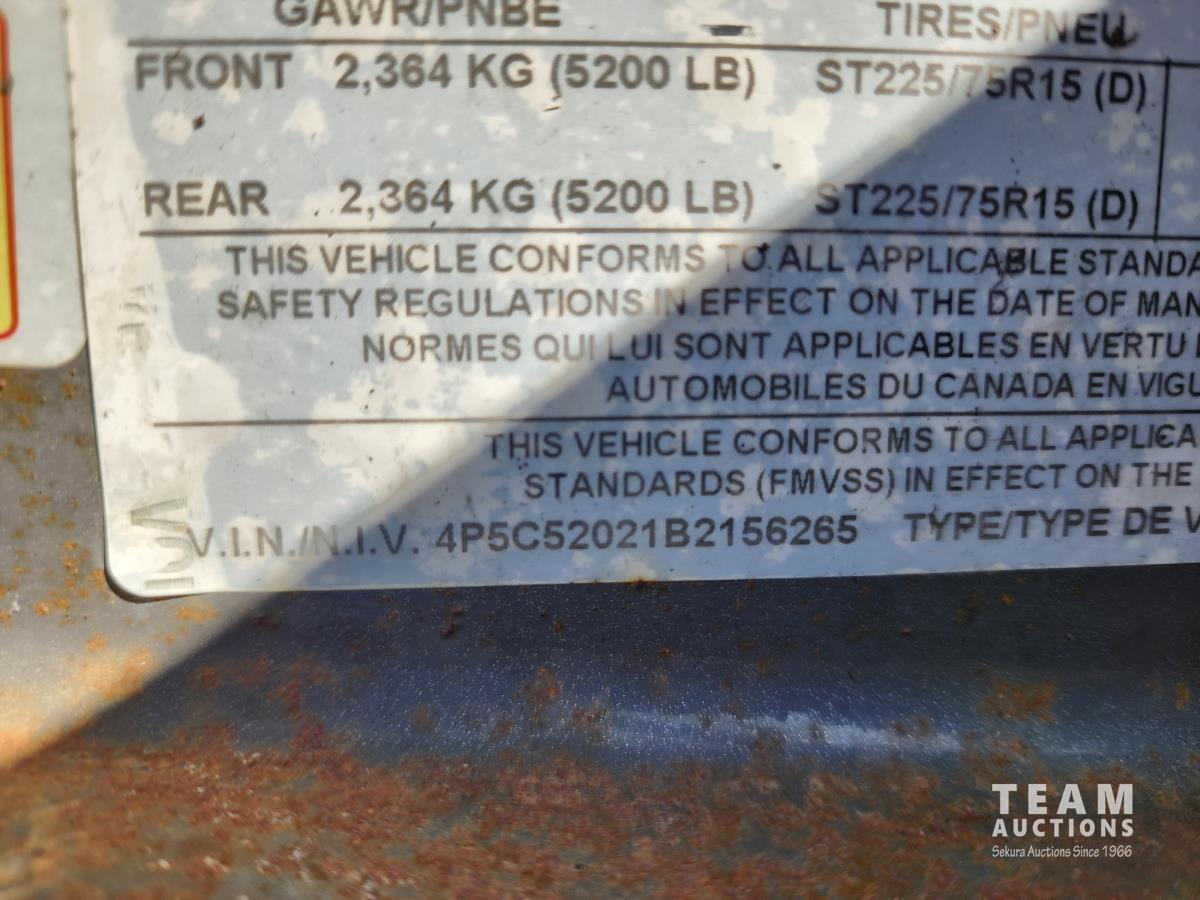 GAWR/PNBE TIRES/PNEU
FRONT 2,364 KG (5200 LB) ST225/75R15 (D)
REAR 2,364 KG (5200 LB) ST225/75R15 (D)
THIS VEHICLE CONFORMS TO ALL APPLICABLE STANDA
SAFETY REGULATIONS IN EFFECT ON THE DATE OF MAN
NORMES QUI LUI SONT APPLICABLES EN VERTU
AUTOMOBILES DU CANADA EN VIGU
THIS VEHICLE CONFORMS TO ALL APPLICA
STANDARDS (FMVSS) IN EFFECT ON THE
V.I.N./N.I.V. 4P5C52021B2156265 TYPE/TYPE DE V
TEAM
AUCTIONS
Sekura Auctions Since 1966